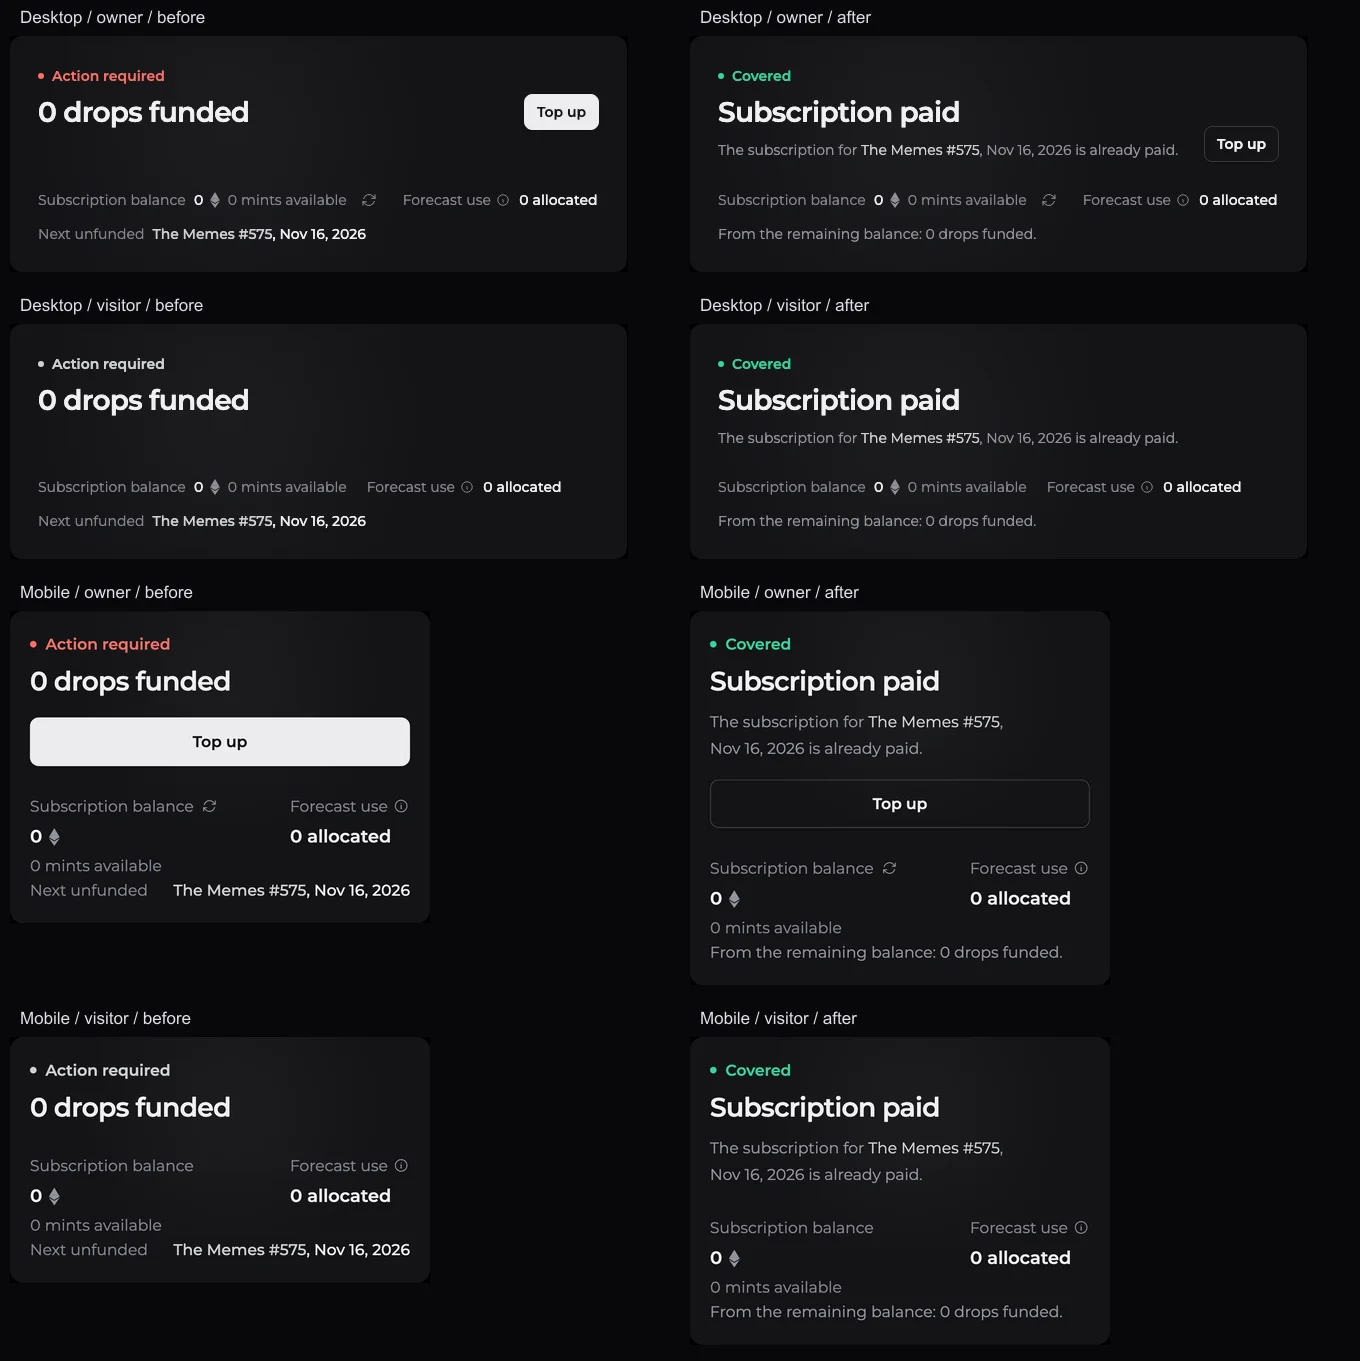 Desktop / owner / before
Action required
0 drops funded
Top up
Subscription balance 0 0 mints available Forecast use 0 allocated
Next unfunded The Memes #575, Nov 16, 2026
Desktop / owner / after
Covered
Subscription paid
The subscription for The Memes #575, Nov 16, 2026 is already paid.
Top up
Subscription balance 0 0 mints available Forecast use 0 allocated
From the remaining balance: 0 drops funded.
Desktop / visitor / before
Action required
0 drops funded
Subscription balance 0 0 mints available Forecast use 0 allocated
Next unfunded The Memes #575, Nov 16, 2026
Desktop / visitor / after
Covered
Subscription paid
The subscription for The Memes #575, Nov 16, 2026 is already paid.
Subscription balance 0 0 mints available Forecast use 0 allocated
From the remaining balance: 0 drops funded.
Mobile / owner / before
Action required
0 drops funded
Top up
Subscription balance Forecast use
0 0 allocated
0 mints available
Next unfunded The Memes #575, Nov 16, 2026
Mobile / owner / after
Covered
Subscription paid
The subscription for The Memes #575,
Nov 16, 2026 is already paid.
Top up
Subscription balance Forecast use
0 0 allocated
0 mints available
From the remaining balance: 0 drops funded.
Mobile / visitor / before
Action required
0 drops funded
Subscription balance Forecast use
0 0 allocated
0 mints available
Next unfunded The Memes #575, Nov 16, 2026
Mobile / visitor / after
Covered
Subscription paid
The subscription for The Memes #575,
Nov 16, 2026 is already paid.
Subscription balance Forecast use
0 0 allocated
0 mints available
From the remaining balance: 0 drops funded.